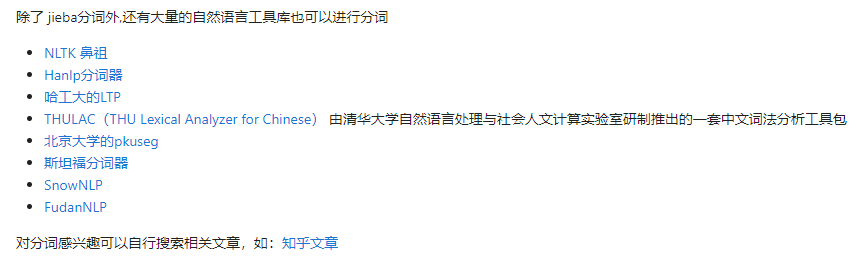 除了 jieba分词外,还有大量的自然语言工具库也可以进行分词
NLTK 鼻祖
Hanlp分词器
哈工大的LTP
THULAC（THU Lexical Analyzer for Chinese） 由清华大学自然语言处理与社会人文计算实验室研制推出的一套中文词法分析工具包
北京大学的pkuseg
斯坦福分词器
SnowNLP
FudanNLP
对分词感兴趣可以自行搜索相关文章，如：知乎文章